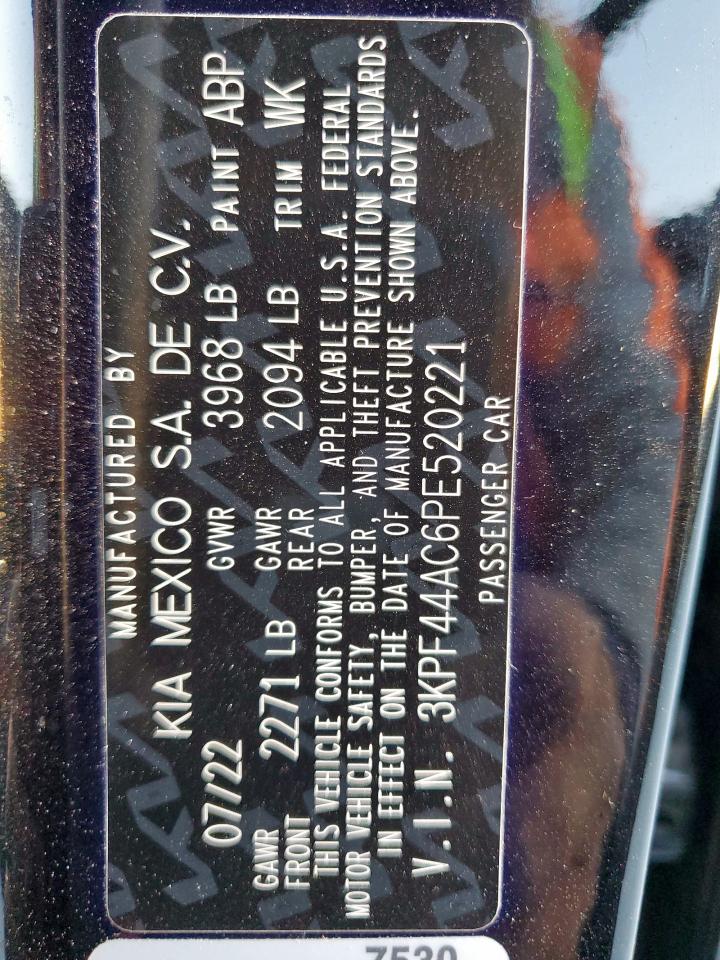 MANUFACTURED BY
KIA MEXICO S.A. DE C.V.
07/22 GVWR 3968 LB PAINT ABP
GAWR FRONT 2271 LB GAWR REAR 2094 LB TRIM WK
THIS VEHICLE CONFORMS TO ALL APPLICABLE U.S.A. FEDERAL
MOTOR VEHICLE SAFETY, BUMPER, AND THEFT PREVENTION STANDARDS
IN EFFECT ON THE DATE OF MANUFACTURE SHOWN ABOVE.
V.I.N. 3KPF44AC6PE520221
PASSENGER CAR
7530